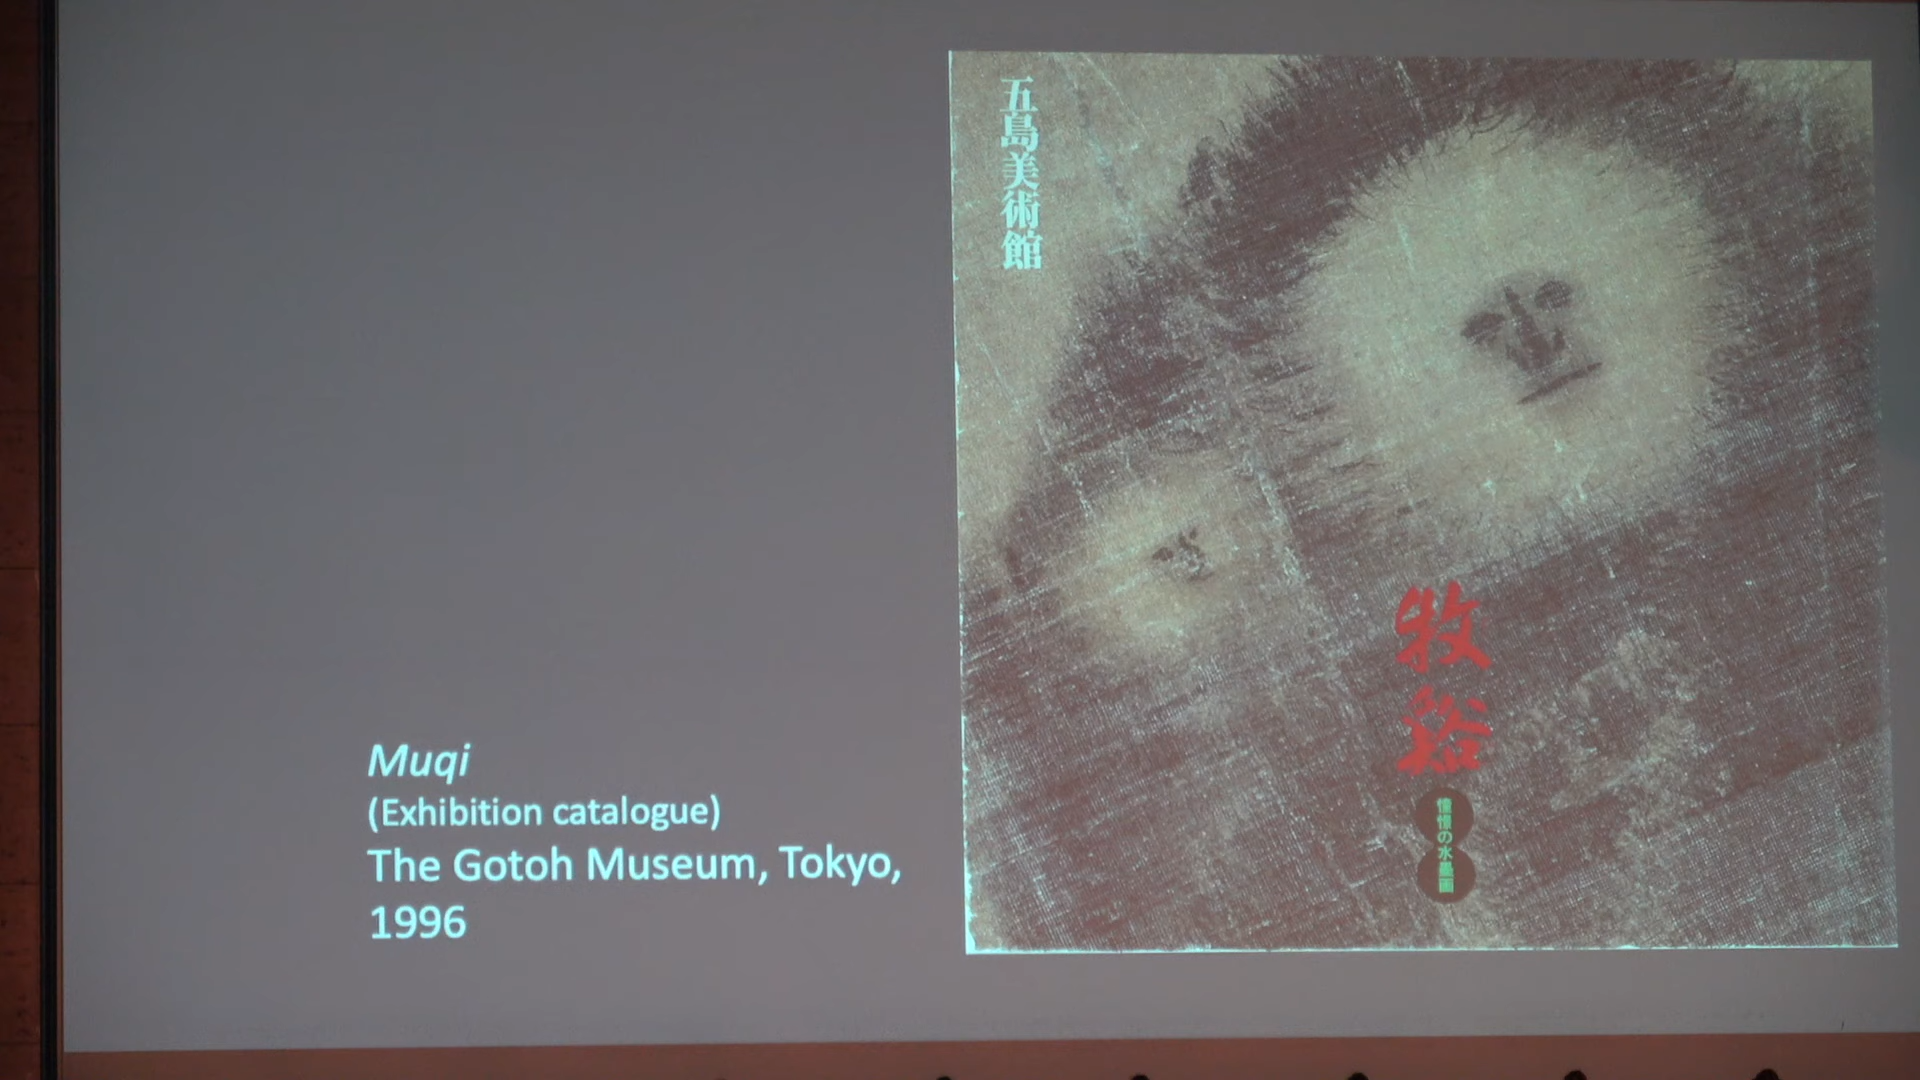 五島美術館
牧谿
憧憬の水墨画
Muqi
(Exhibition catalogue)
The Gotoh Museum, Tokyo,
1996